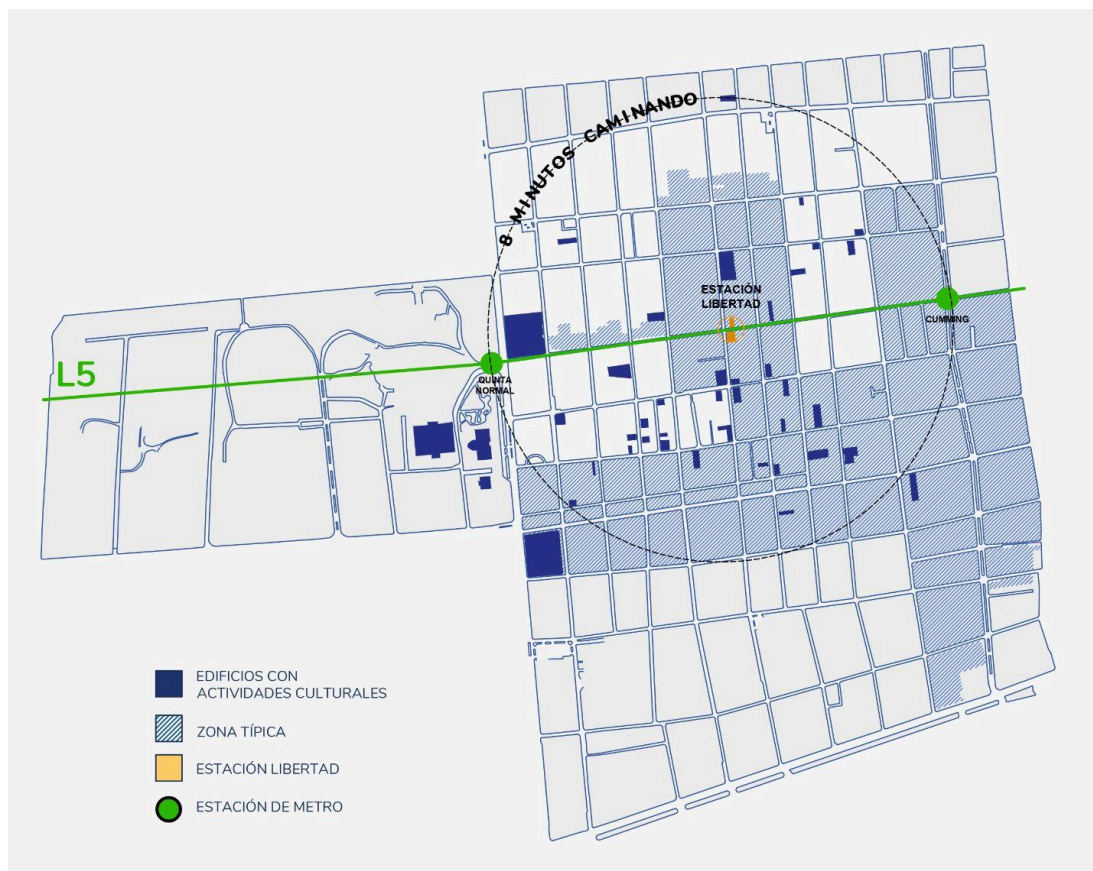 8 MINUTOS CAMINANDO
ESTACIÓN
LIBERTAD
CUMMING
L5
QUINTA
NORMAL
EDIFICIOS CON
ACTIVIDADES CULTURALES
ZONA TÍPICA
ESTACIÓN LIBERTAD
ESTACIÓN DE METRO